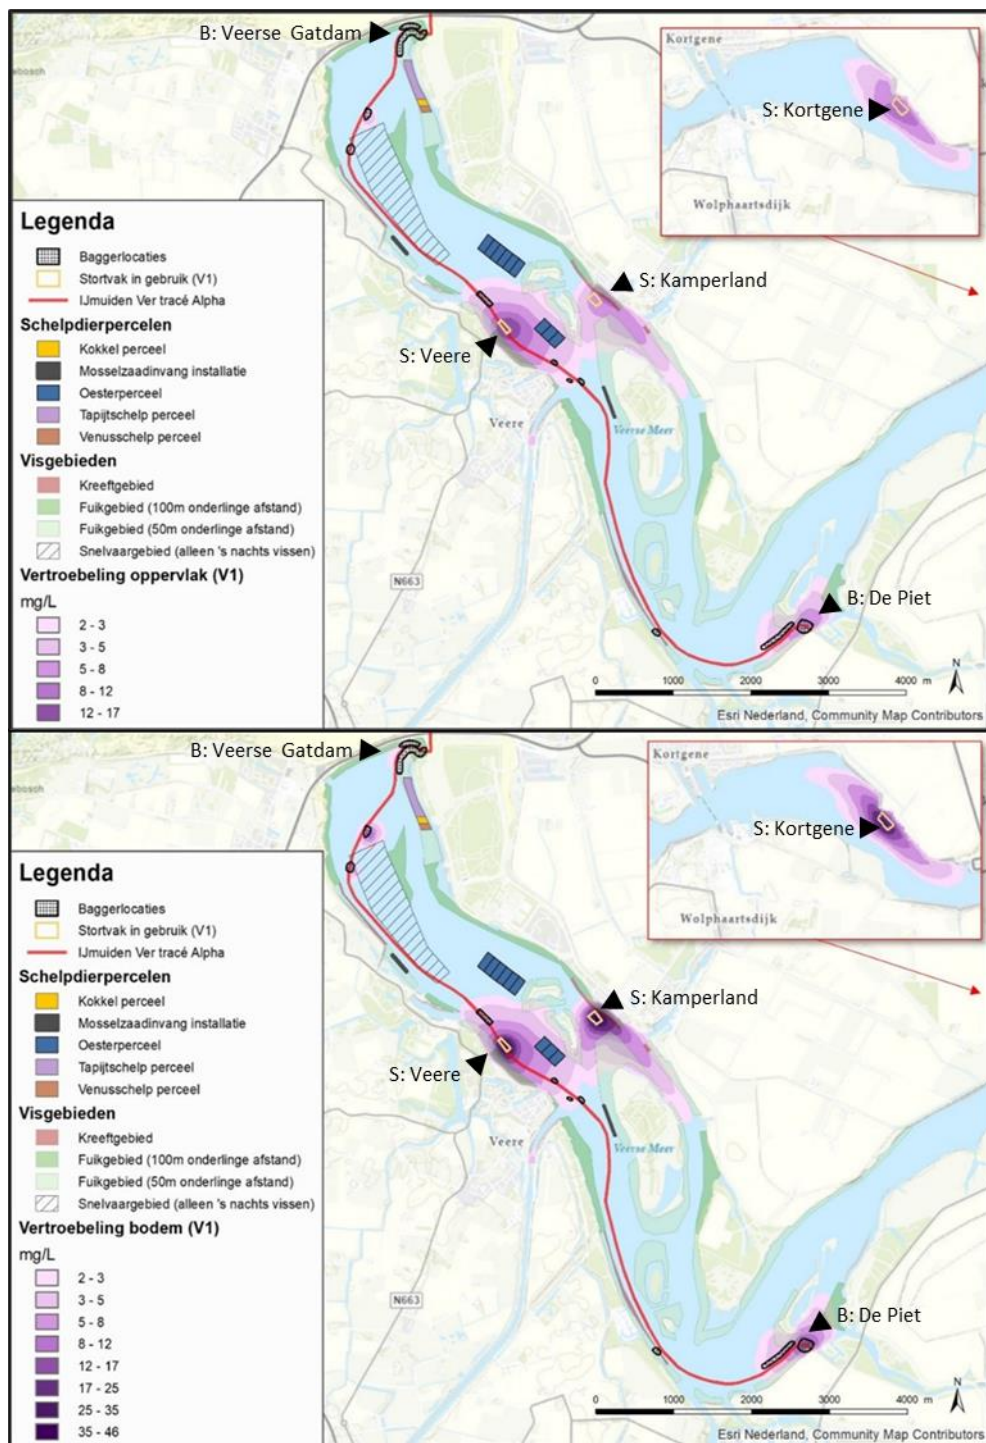 B: Veerse Gatdam
Kortgene
S: Kortgene
Wolphaartsdijk
Legenda
Baggerlocaties
Stortvak in gebruik (V1)
IJmuiden Ver tracé Alpha
Schelpdierpercelen
Kokkel perceel
Mosselzaadinvang installatie
Oesterperceel
Tapijtschelp perceel
Venusschelp perceel
Visgebieden
Kreeftgebied
Fuikgebied (100m onderlinge afstand)
Fuikgebied (50m onderlinge afstand)
Snelvaargebied (alleen 's nachts vissen)
Vertroebeling oppervlak (V1)
mg/L
2 - 3
3 - 5
5 - 8
8 - 12
12 - 17
S: Kamperland
S: Veere
Veere
Veerse Meer
N663
B: De Piet
N
0 1000 2000 3000 4000 m
Esri Nederland, Community Map Contributors
B: Veerse Gatdam
Kortgene
S: Kortgene
Wolphaartsdijk
Legenda
Baggerlocaties
Stortvak in gebruik (V1)
IJmuiden Ver tracé Alpha
Schelpdierpercelen
Kokkel perceel
Mosselzaadinvang installatie
Oesterperceel
Tapijtschelp perceel
Venusschelp perceel
Visgebieden
Kreeftgebied
Fuikgebied (100m onderlinge afstand)
Fuikgebied (50m onderlinge afstand)
Snelvaargebied (alleen 's nachts vissen)
Vertroebeling bodem (V1)
mg/L
2 - 3
3 - 5
5 - 8
8 - 12
12 - 17
17 - 25
25 - 35
35 - 46
S: Kamperland
S: Veere
Veere
Veerse Meer
N663
B: De Piet
N
0 1000 2000 3000 4000 m
Esri Nederland, Community Map Contributors